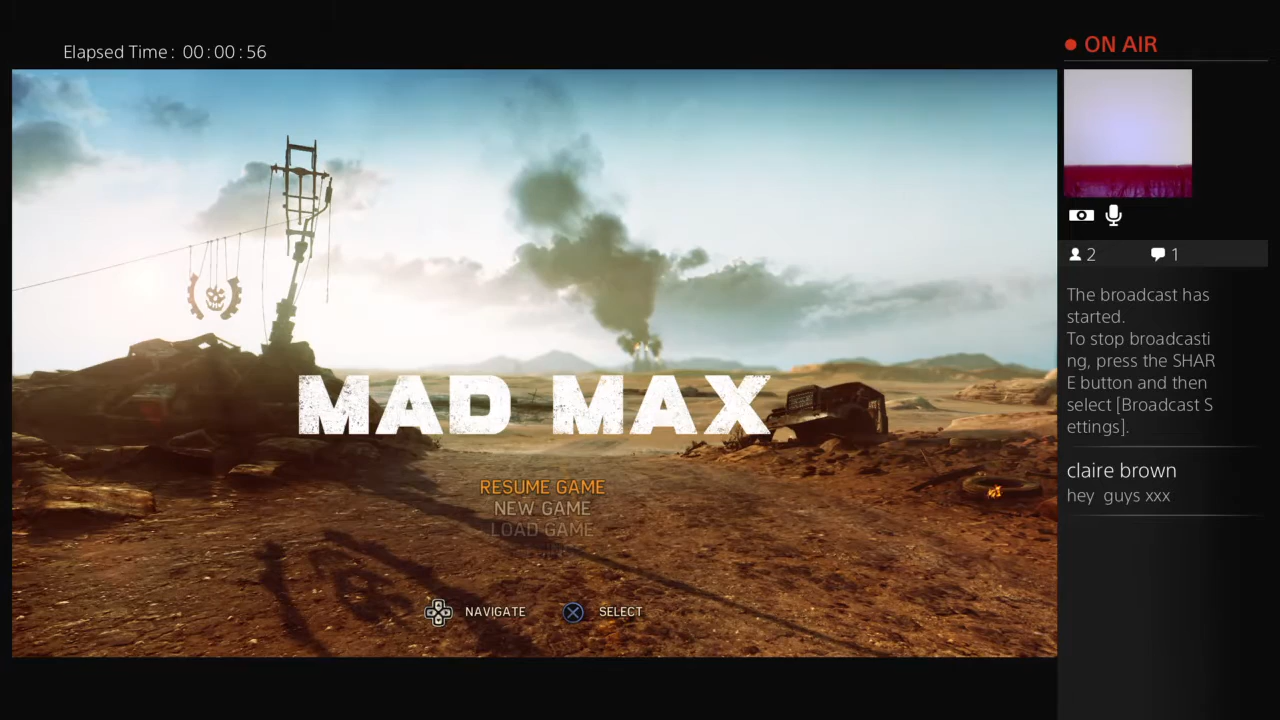 Elapsed Time: 00:00:56
ON AIR
2 1
The broadcast has
started.
To stop broadcasti
ng, press the SHAR
E button and then
select [Broadcast S
ettings].
claire brown
hey guys xxx
MAD MAX
RESUME GAME
NEW GAME
LOAD GAME
NAVIGATE SELECT